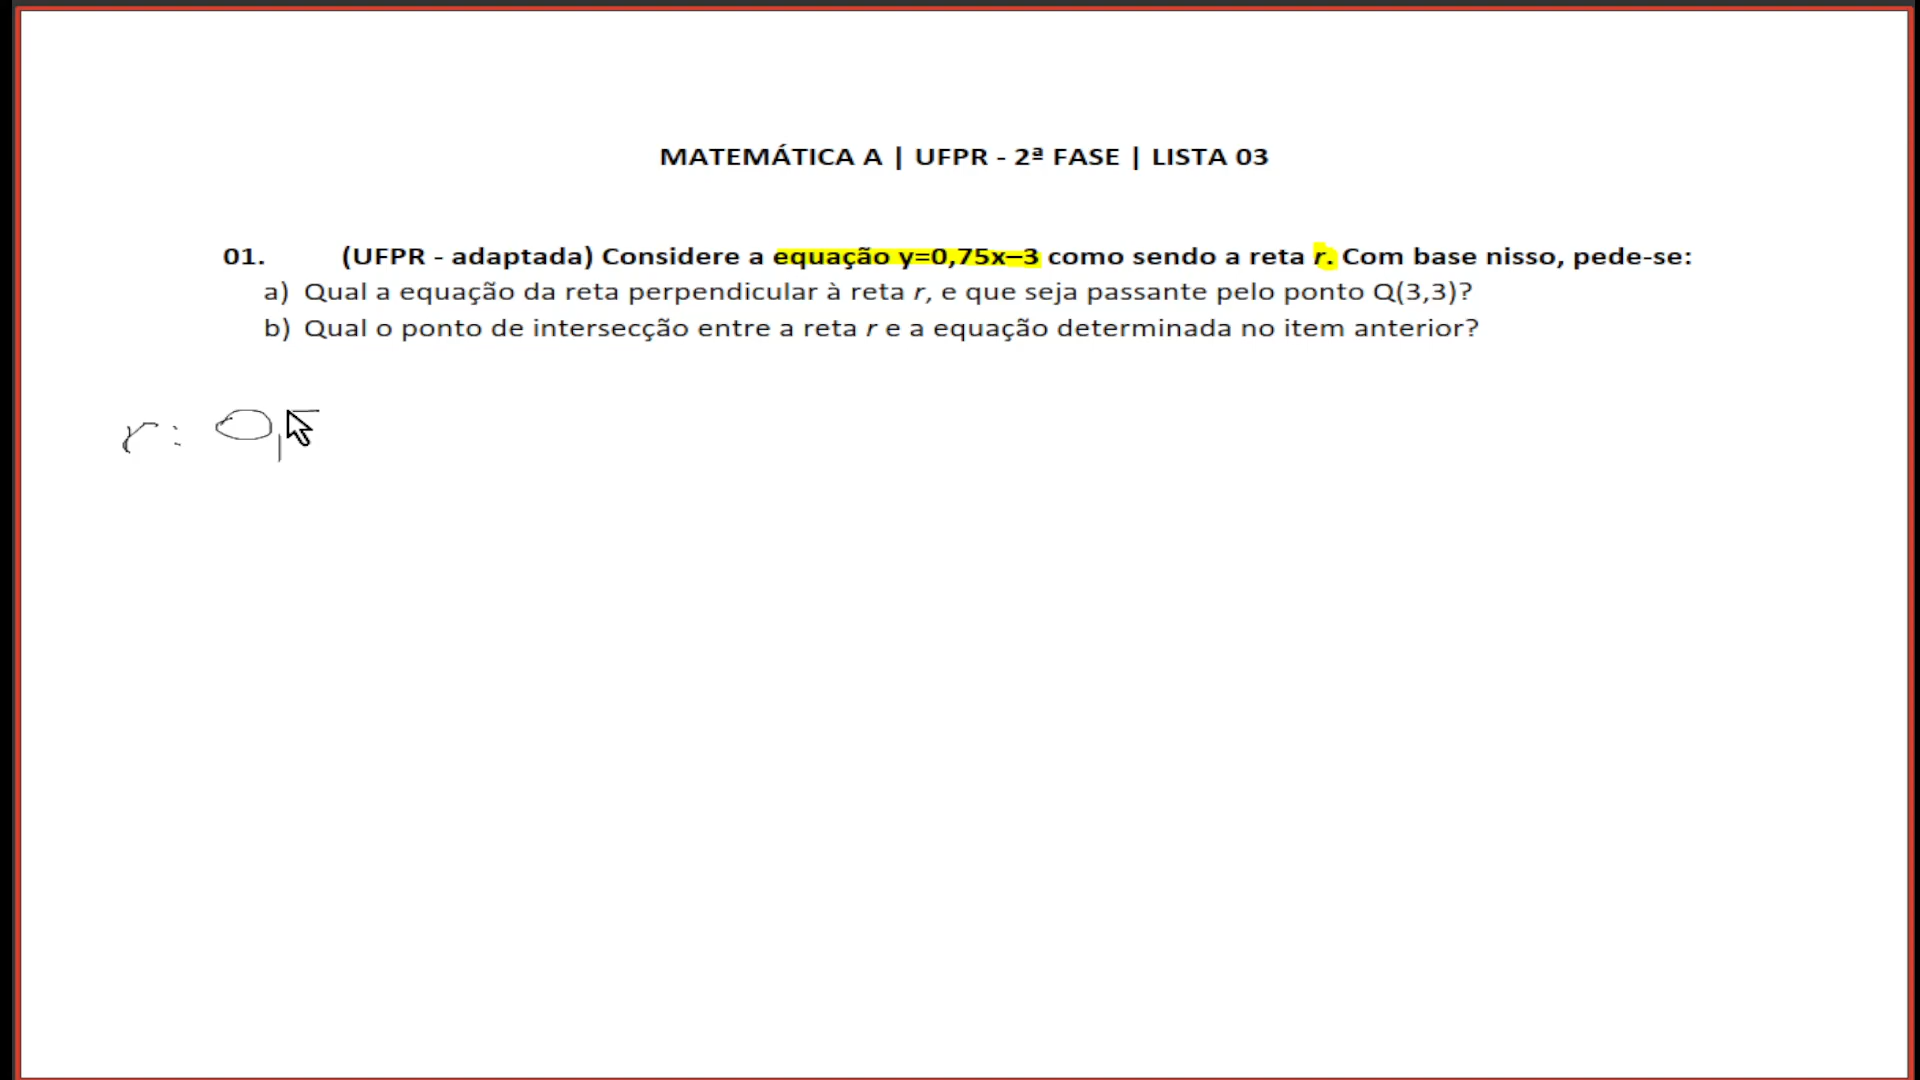 MATEMÁTICA A | UFPR - 2ª FASE | LISTA 03
01. (UFPR - adaptada) Considere a equação y=0,75x–3 como sendo a reta r. Com base nisso, pede-se:
a) Qual a equação da reta perpendicular à reta r, e que seja passante pelo ponto Q(3,3)?
b) Qual o ponto de intersecção entre a reta r e a equação determinada no item anterior?
r: 0,